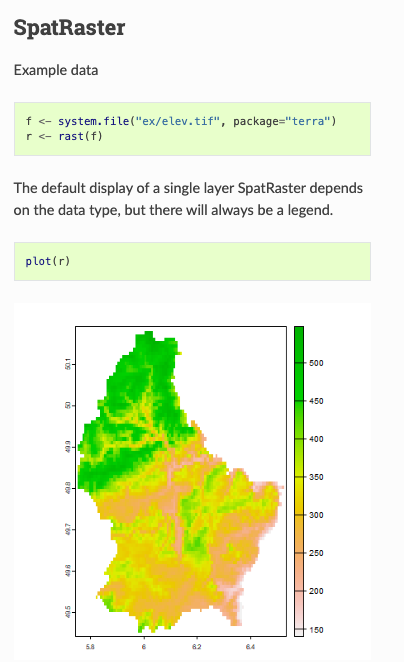 SpatRaster
Example data
f <- system.file("ex/elev.tif", package="terra")
r <- rast(f)
The default display of a single layer SpatRaster depends
on the data type, but there will always be a legend.
plot(r)
50.1
50
49.9
49.8
49.7
49.6
49.5
5.8
6
6.2
6.4
500
450
400
350
300
250
200
150